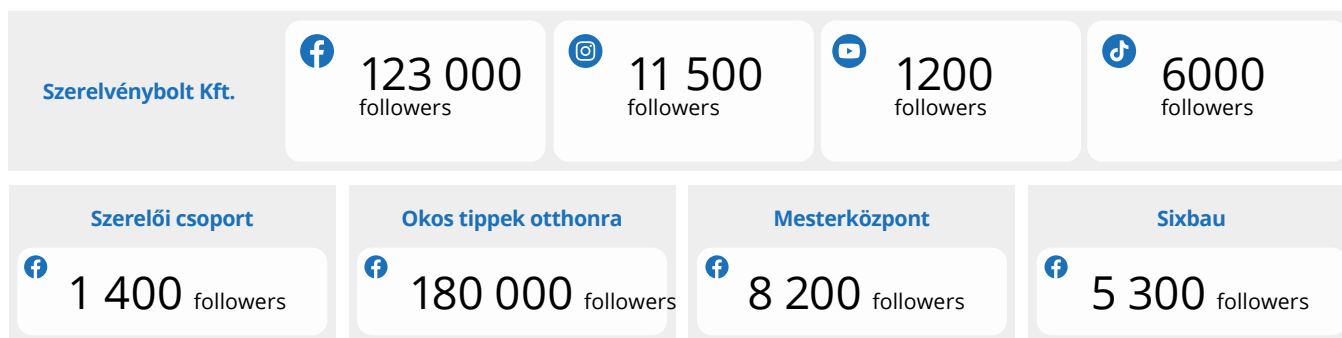 Szerelvénybolt Kft.
123 000
followers
11 500
followers
1200
followers
6000
followers
Szerelői csoport
1 400 followers
Okos tippek otthonra
180 000 followers
Mesterközpont
8 200 followers
Sixbau
5 300 followers